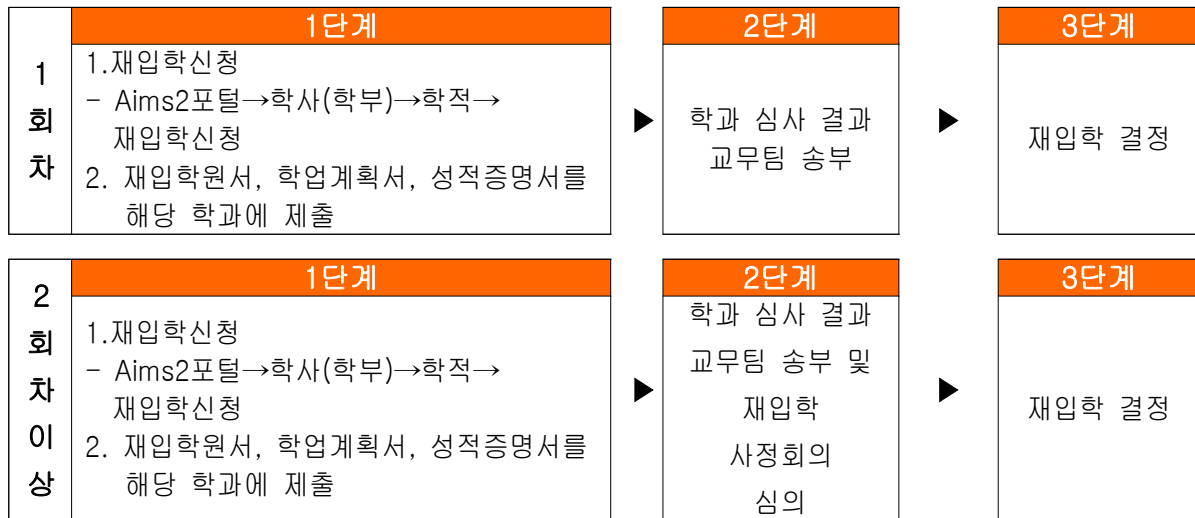 1회차
1단계
1.재입학신청
- Aims2포털→학사(학부)→학적→
재입학신청
2. 재입학원서, 학업계획서, 성적증명서를
해당 학과에 제출
▶
2단계
학과 심사 결과
교무팀 송부
▶
3단계
재입학 결정
2회차이상
1단계
1.재입학신청
- Aims2포털→학사(학부)→학적→
재입학신청
2. 재입학원서, 학업계획서, 성적증명서를
해당 학과에 제출
▶
2단계
학과 심사 결과
교무팀 송부 및
재입학
사정회의
심의
▶
3단계
재입학 결정